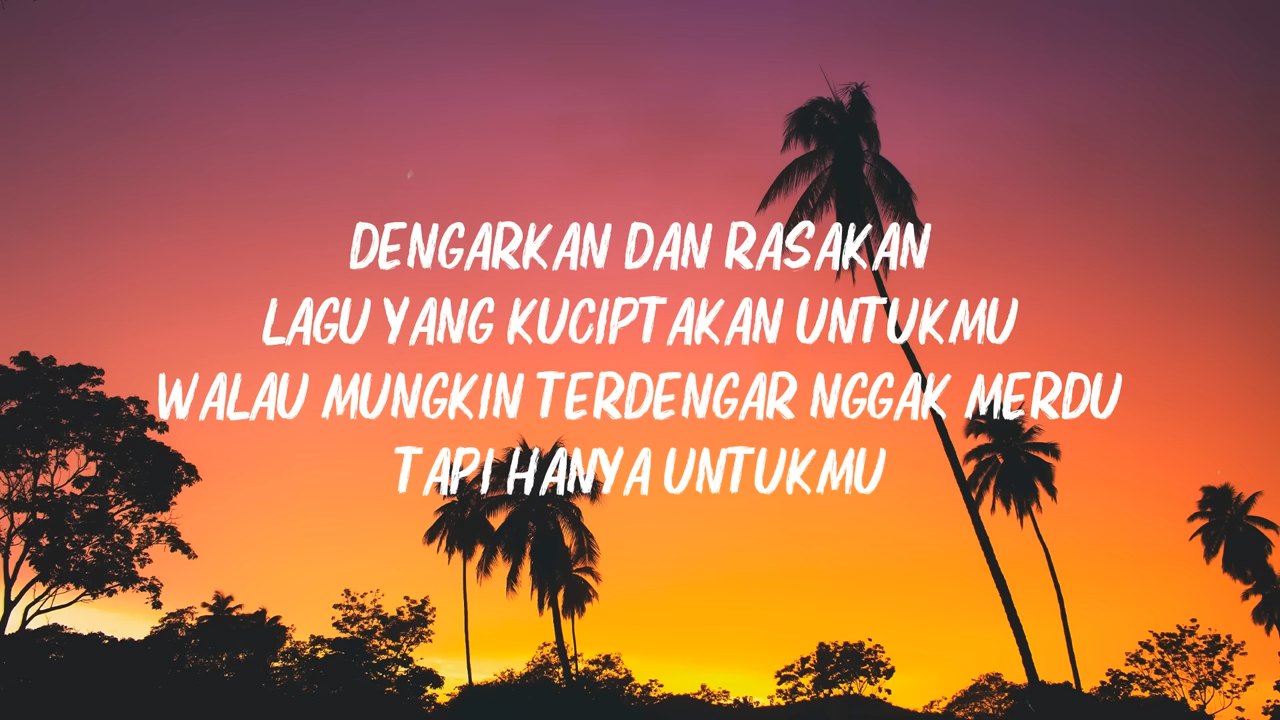 DENGARKAN DAN RASAKAN
LAGU YANG KUCIPTAKAN UNTUKMU
WALAU MUNGKIN TERDENGAR NGGAK MERDU
TAPI HANYA UNTUKMU